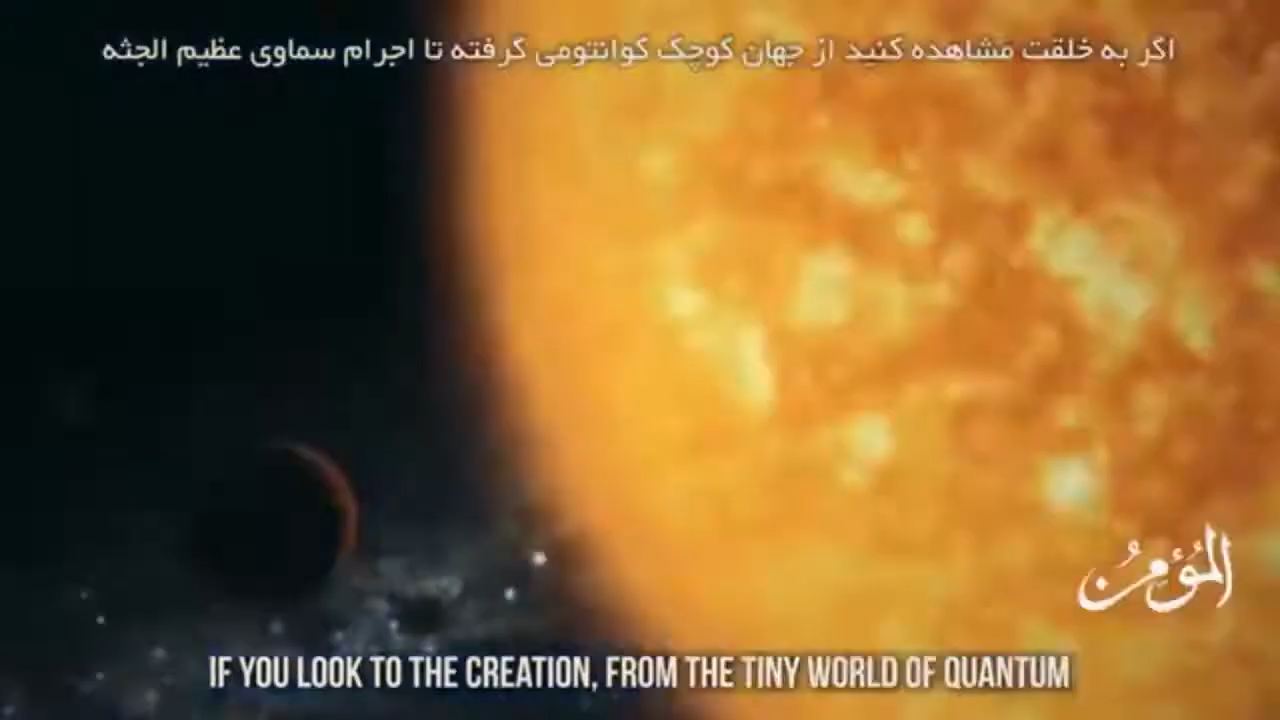 اگر به خلقت مشاهده کنید از جهان کوچک کوانتومی گرفته تا اجرام سماوی عظیم الجثه
المؤمن
IF YOU LOOK TO THE CREATION, FROM THE TINY WORLD OF QUANTUM